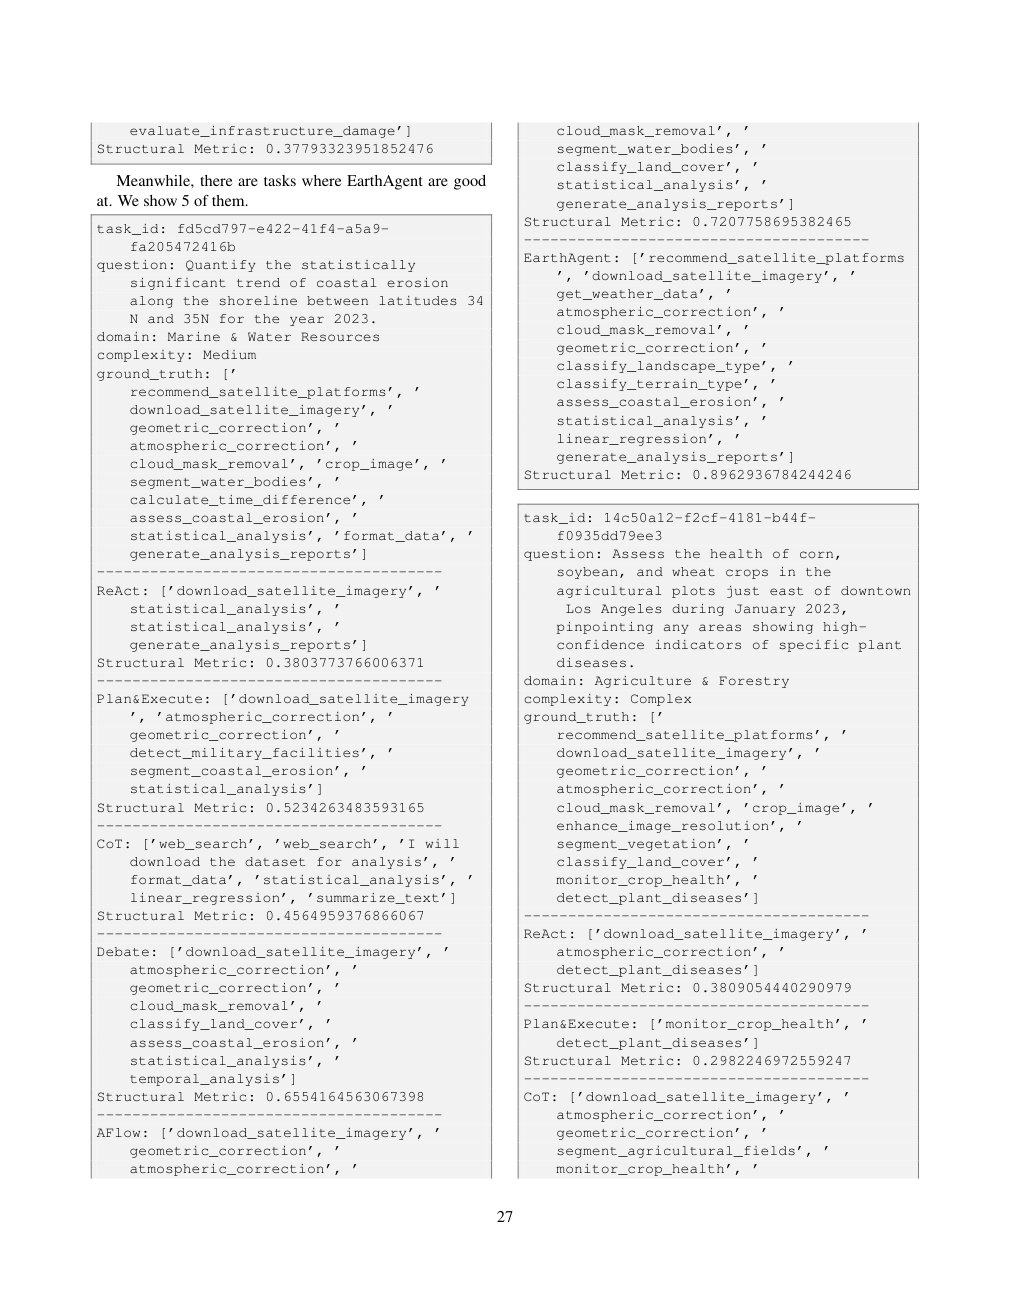 evaluate_infrastructure_damage']
Structural Metric: 0.37793323951852476
Meanwhile, there are tasks where EarthAgent are good
at. We show 5 of them.
task_id: fd5cd797-e422-41f4-a5a9-
fa205472416b
question: Quantify the statistically
significant trend of coastal erosion
along the shoreline between latitudes 34
N and 35N for the year 2023.
domain: Marine & Water Resources
complexity: Medium
ground_truth: ['
recommend_satellite_platforms', '
download_satellite_imagery', '
geometric_correction', '
atmospheric_correction', '
cloud_mask_removal', 'crop_image', '
segment_water_bodies', '
calculate_time_difference', '
assess_coastal_erosion', '
statistical_analysis', 'format_data', '
generate_analysis_reports']
---------------------------------------
ReAct: ['download_satellite_imagery', '
statistical_analysis', '
statistical_analysis', '
generate_analysis_reports']
Structural Metric: 0.3803773766006371
---------------------------------------
Plan&Execute: ['download_satellite_imagery
', 'atmospheric_correction', '
geometric_correction', '
detect_military_facilities', '
segment_coastal_erosion', '
statistical_analysis']
Structural Metric: 0.5234263483593165
---------------------------------------
CoT: ['web_search', 'web_search', 'I will
download the dataset for analysis', '
format_data', 'statistical_analysis', '
linear_regression', 'summarize_text']
Structural Metric: 0.4564959376866067
---------------------------------------
Debate: ['download_satellite_imagery', '
atmospheric_correction', '
geometric_correction', '
cloud_mask_removal', '
classify_land_cover', '
assess_coastal_erosion', '
statistical_analysis', '
temporal_analysis']
Structural Metric: 0.6554164563067398
---------------------------------------
AFlow: ['download_satellite_imagery', '
geometric_correction', '
atmospheric_correction', '
cloud_mask_removal', '
segment_water_bodies', '
classify_land_cover', '
statistical_analysis', '
generate_analysis_reports']
Structural Metric: 0.7207758695382465
---------------------------------------
EarthAgent: ['recommend_satellite_platforms
', 'download_satellite_imagery', '
get_weather_data', '
atmospheric_correction', '
cloud_mask_removal', '
geometric_correction', '
classify_landscape_type', '
classify_terrain_type', '
assess_coastal_erosion', '
statistical_analysis', '
linear_regression', '
generate_analysis_reports']
Structural Metric: 0.8962936784244246
task_id: 14c50a12-f2cf-4181-b44f-
f0935dd79ee3
question: Assess the health of corn,
soybean, and wheat crops in the
agricultural plots just east of downtown
Los Angeles during January 2023,
pinpointing any areas showing high-
confidence indicators of specific plant
diseases.
domain: Agriculture & Forestry
complexity: Complex
ground_truth: ['
recommend_satellite_platforms', '
download_satellite_imagery', '
geometric_correction', '
atmospheric_correction', '
cloud_mask_removal', 'crop_image', '
enhance_image_resolution', '
segment_vegetation', '
classify_land_cover', '
monitor_crop_health', '
detect_plant_diseases']
---------------------------------------
ReAct: ['download_satellite_imagery', '
atmospheric_correction', '
detect_plant_diseases']
Structural Metric: 0.3809054440290979
---------------------------------------
Plan&Execute: ['monitor_crop_health', '
detect_plant_diseases']
Structural Metric: 0.2982246972559247
---------------------------------------
CoT: ['download_satellite_imagery', '
atmospheric_correction', '
geometric_correction', '
segment_agricultural_fields', '
monitor_crop_health', '
27